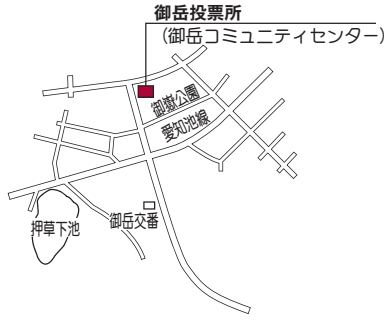 御岳投票所
（御岳コミュニティセンター）
御嶽公園
愛知池線
御岳交番
押草下池